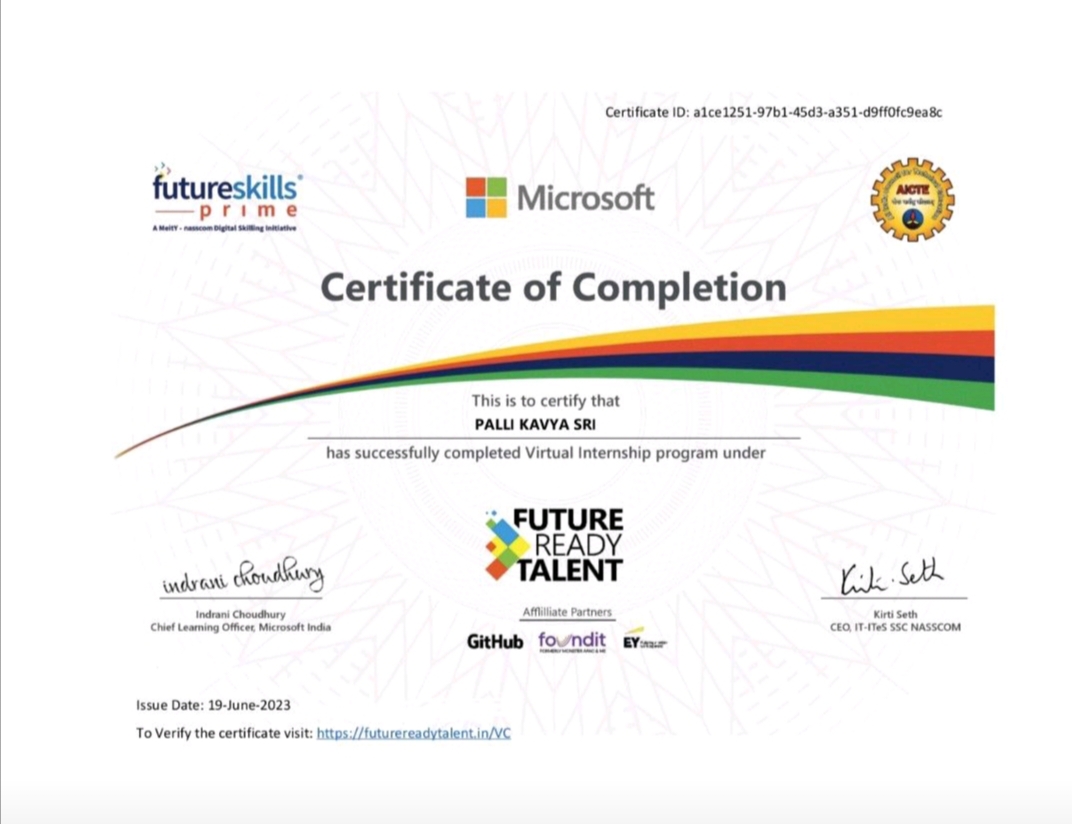 Certificate ID: a1ce1251-97b1-45d3-a351-d9ff0fc9ea8c
futureskills
prime
A MeitY - nasscom Digital Skilling Initiative
Microsoft
AICTE
Certificate of Completion
This is to certify that
PALLI KAVYA SRI
has successfully completed Virtual Internship program under
FUTURE
READY
TALENT
indrani choudhury
Kirti Seth
Indrani Choudhury
Chief Learning Officer, Microsoft India
Kirti Seth
CEO, IT-ITeS SSC NASSCOM
Affilliate Partners
GitHub
foundit
EY
Issue Date: 19-June-2023
To Verify the certificate visit: https://futurereadytalent.in/VC